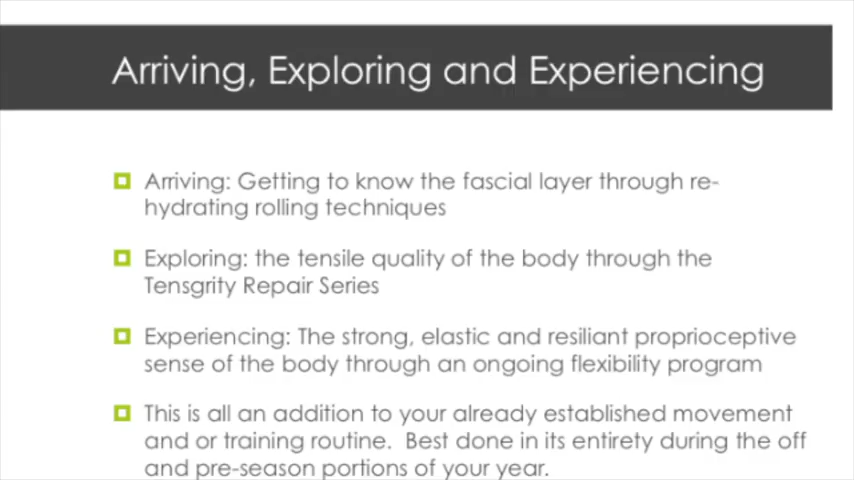 Arriving, Exploring and Experiencing
Arriving: Getting to know the fascial layer through re-
hydrating rolling techniques
Exploring: the tensile quality of the body through the
Tensgrity Repair Series
Experiencing: The strong, elastic and resiliant proprioceptive
sense of the body through an ongoing flexibility program
This is all an addition to your already established movement
and or training routine.  Best done in its entirety during the off
and pre-season portions of your year.